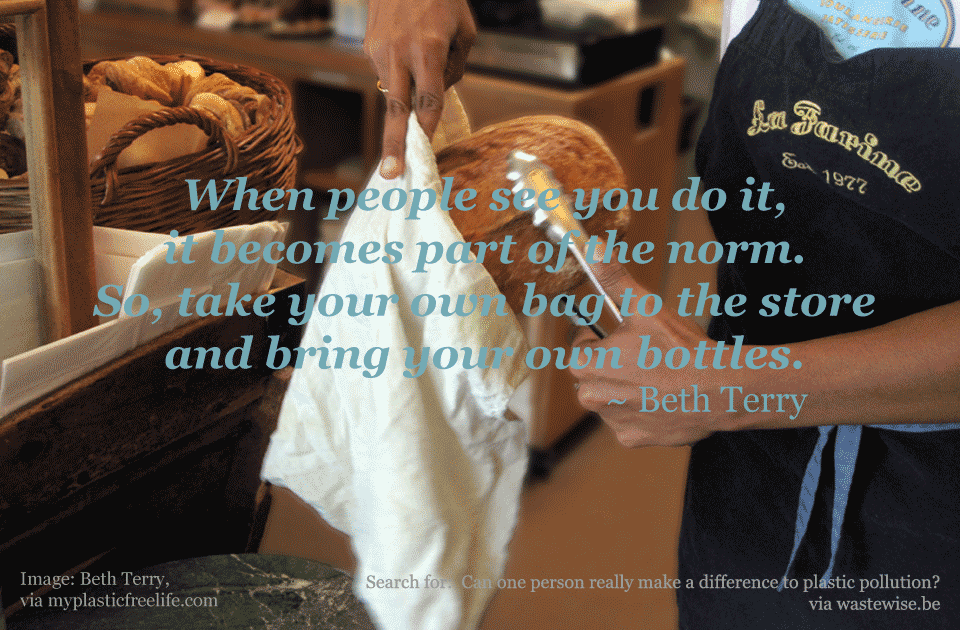 La Farine
Est. 1977
When people see you do it,
it becomes part of the norm.
So, take your own bag to the store
and bring your own bottles.
~ Beth Terry
Image: Beth Terry,
via myplasticfreelife.com
Search for: Can one person really make a difference to plastic pollution?
via wastewise.be